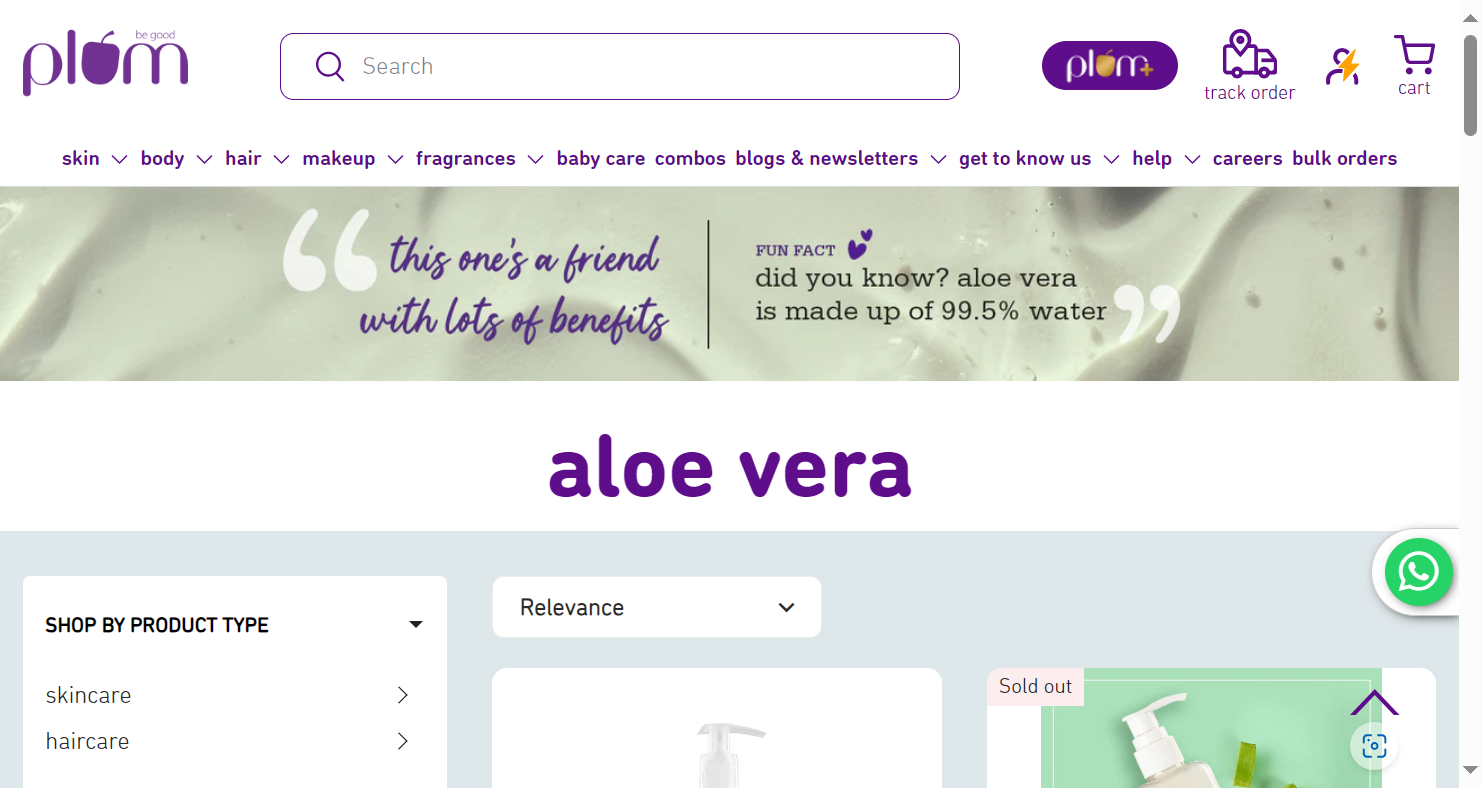 be good
plum
Search
plum+
track order
cart
skin body hair makeup fragrances baby care combos blogs & newsletters get to know us help careers bulk orders
this one's a friend
with lots of benefits
FUN FACT
did you know? aloe vera
is made up of 99.5% water
aloe vera
SHOP BY PRODUCT TYPE
Relevance
skincare
Sold out
haircare